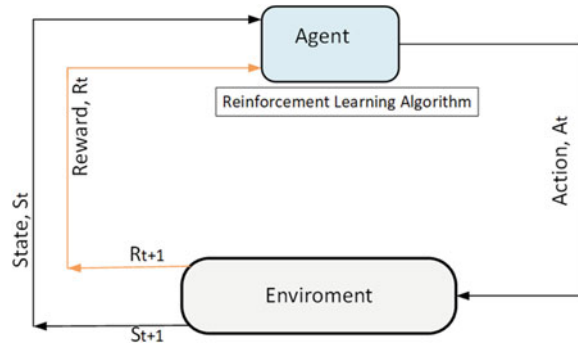 Agent
Reinforcement Learning Algorithm
State, St
Reward, Rt
Action, At
Rt+1
Enviroment
St+1